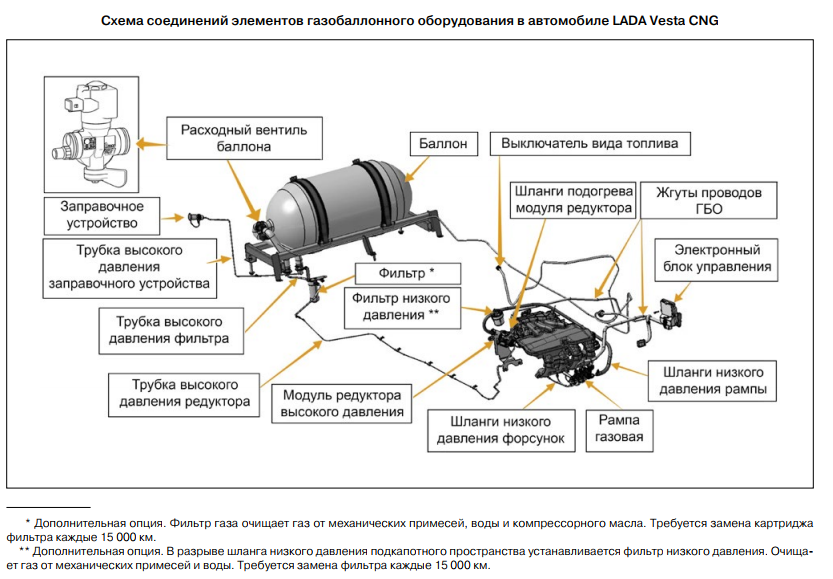 Схема соединений элементов газобаллонного оборудования в автомобиле LADA Vesta CNG
Расходный вентиль
баллона
Баллон
Выключатель вида топлива
Шланги подогрева
модуля редуктора
Жгуты проводов
ГБО
Заправочное
устройство
Электронный
блок управления
Трубка высокого
давления
заправочного устройства
Фильтр *
Фильтр низкого
давления **
Трубка высокого
давления фильтра
Трубка высокого
давления редуктора
Модуль редуктора
высокого давления
Шланги низкого
давления рампы
Шланги низкого
давления форсунок
Рампа
газовая
* Дополнительная опция. Фильтр газа очищает газ от механических примесей, воды и компрессорного масла. Требуется замена картриджа
фильтра каждые 15 000 км.
** Дополнительная опция. В разрыве шланга низкого давления подкапотного пространства устанавливается фильтр низкого давления. Очища-
ет газ от механических примесей и воды. Требуется замена фильтра каждые 15 000 км.